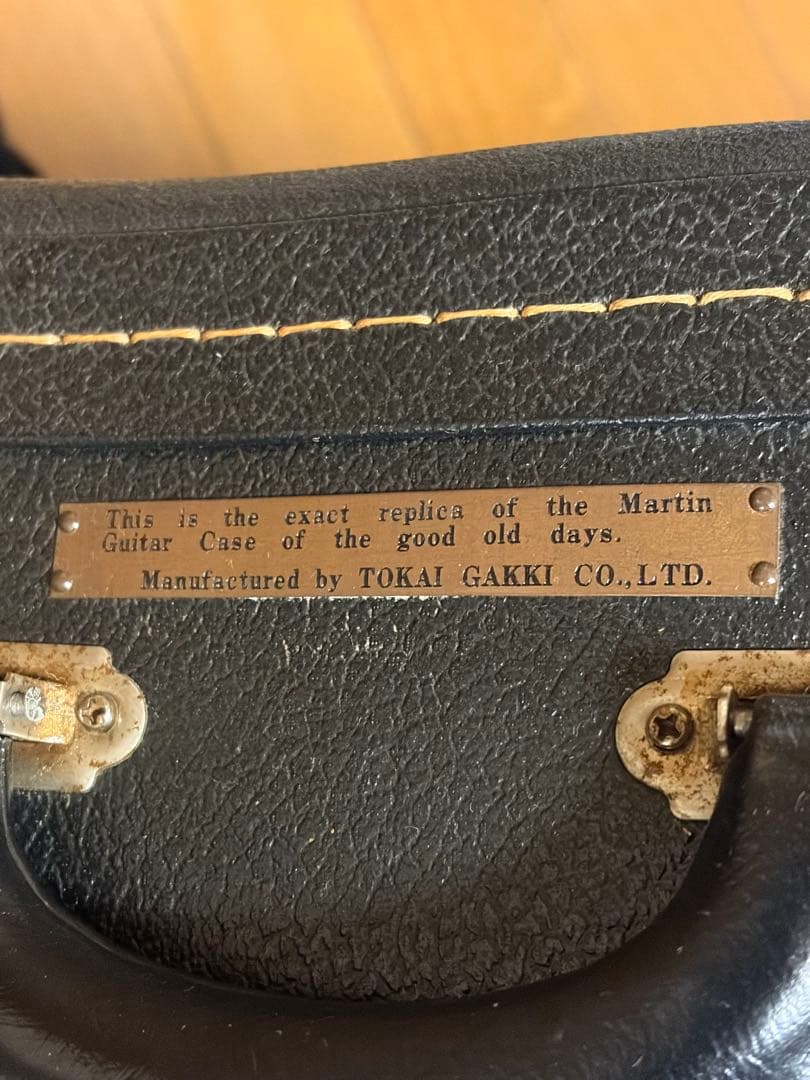 This is the exact replica of the Martin
Guitar Case of the good old days.
Manufactured by TOKAI GAKKI CO.,LTD.